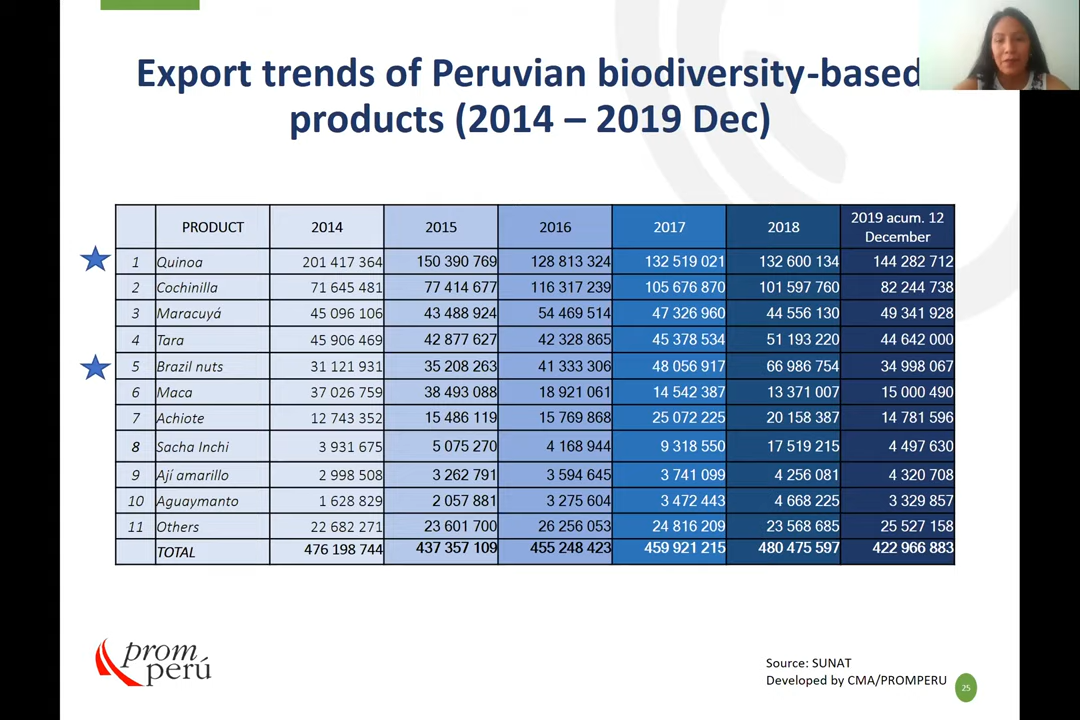 Export trends of Peruvian biodiversity-based
products (2014 – 2019 Dec)
PRODUCT 2014 2015 2016 2017 2018 2019 acum. 12 December
1 Quinoa 201 417 364 150 390 769 128 813 324 132 519 021 132 600 134 144 282 712
2 Cochinilla 71 645 481 77 414 677 116 317 239 105 676 870 101 597 760 82 244 738
3 Maracuyá 45 096 106 43 488 924 54 469 514 47 326 960 44 556 130 49 341 928
4 Tara 45 906 469 42 877 627 42 328 865 45 378 534 51 193 220 44 642 000
5 Brazil nuts 31 121 931 35 208 263 41 333 306 48 056 917 66 986 754 34 998 067
6 Maca 37 026 759 38 493 088 18 921 061 14 542 387 13 371 007 15 000 490
7 Achiote 12 743 352 15 486 119 15 769 868 25 072 225 20 158 387 14 781 596
8 Sacha Inchi 3 931 675 5 075 270 4 168 944 9 318 550 17 519 215 4 497 630
9 Ají amarillo 2 998 508 3 262 791 3 594 645 3 741 099 4 256 081 4 320 708
10 Aguaymanto 1 628 829 2 057 881 3 275 604 3 472 443 4 668 225 3 329 857
11 Others 22 682 271 23 601 700 26 256 053 24 816 209 23 568 685 25 527 158
TOTAL 476 198 744 437 357 109 455 248 423 459 921 215 480 475 597 422 966 883
prom
perú
Source: SUNAT
Developed by CMA/PROMPERU
25